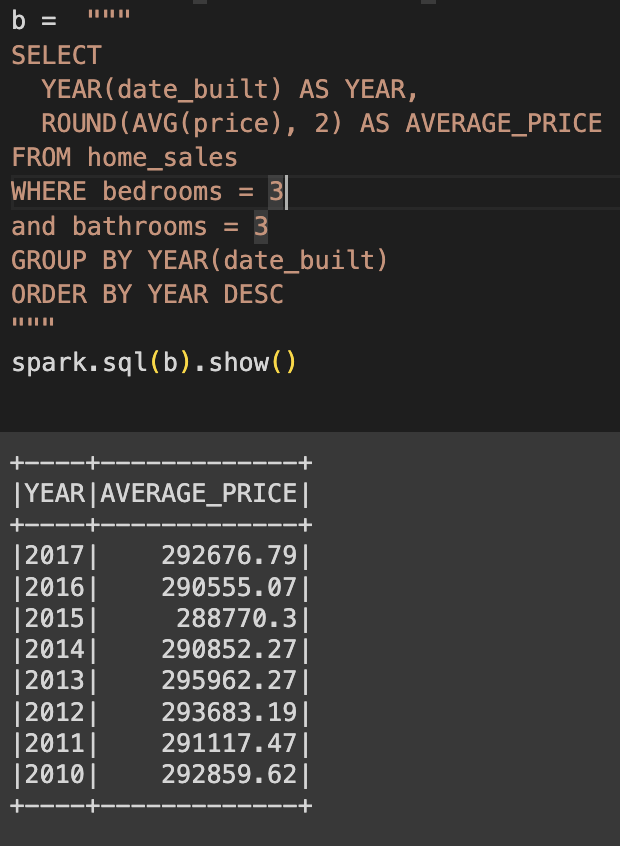 b =  """
SELECT
  YEAR(date_built) AS YEAR,
  ROUND(AVG(price), 2) AS AVERAGE_PRICE
FROM home_sales
WHERE bedrooms = 3
and bathrooms = 3
GROUP BY YEAR(date_built)
ORDER BY YEAR DESC
"""
spark.sql(b).show()
+----+-------------+
|YEAR|AVERAGE_PRICE|
+----+-------------+
|2017|    292676.79|
|2016|    290555.07|
|2015|     288770.3|
|2014|    290852.27|
|2013|    295962.27|
|2012|    293683.19|
|2011|    291117.47|
|2010|    292859.62|
+----+-------------+